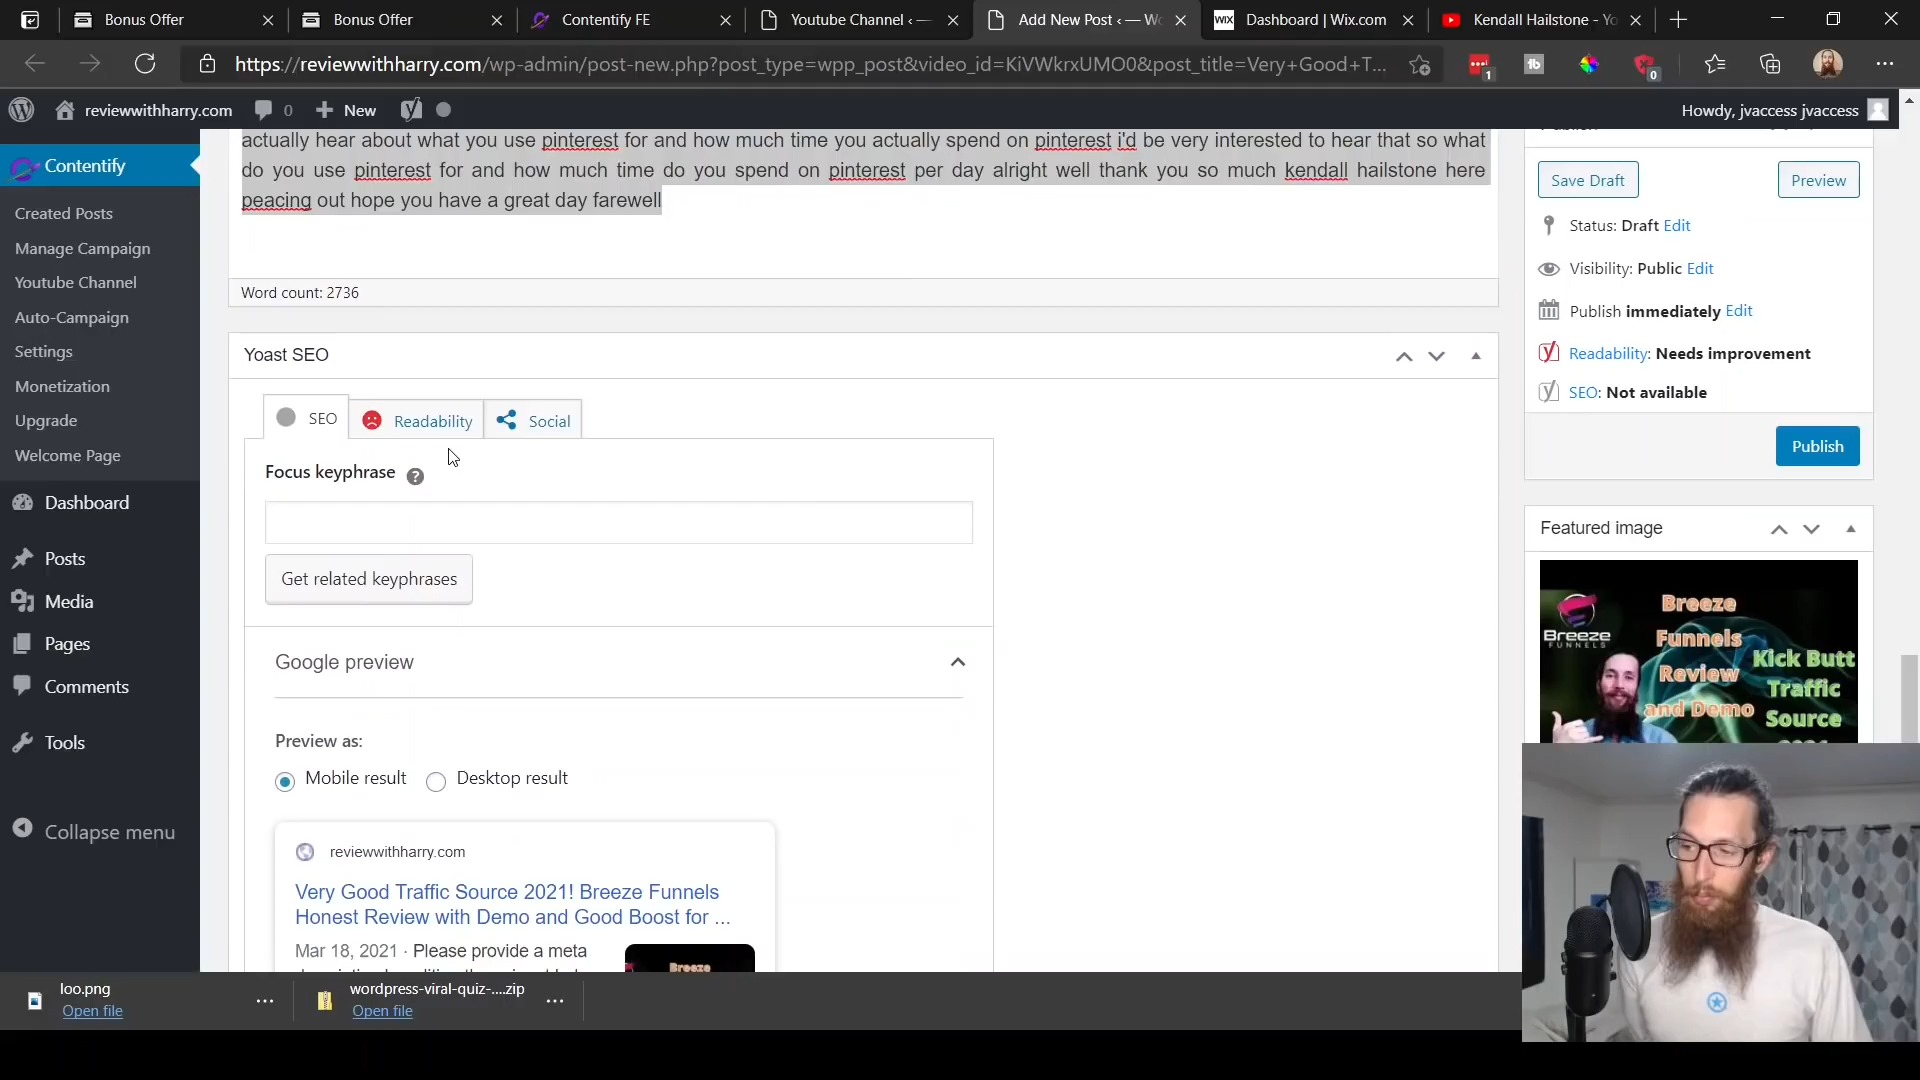 Bonus Offer
Bonus Offer
Contentify FE
Youtube Channel ‹ —
Add New Post ‹ — Wo
WIX
Dashboard | Wix.com
Kendall Hailstone - Yo
https://reviewwithharry.com/wp-admin/post-new.php?post_type=wpp_post&video_id=KiVWkrxUMO0&post_title=Very+Good+T...
1
tb
0
reviewwithharry.com
0
New
Howdy, jvaccess jvaccess
Contentify
Created Posts
Manage Campaign
Youtube Channel
Auto-Campaign
Settings
Monetization
Upgrade
Welcome Page
Dashboard
Posts
Media
Pages
Comments
Tools
Collapse menu
actually hear about what you use pinterest for and how much time you actually spend on pinterest i'd be very interested to hear that so what
do you use pinterest for and how much time do you spend on pinterest per day alright well thank you so much kendall hailstone here
peacing out hope you have a great day farewell
Word count: 2736
Yoast SEO
SEO
Readability
Social
Focus keyphrase
?
Get related keyphrases
Google preview
Preview as:
Mobile result
Desktop result
reviewwithharry.com
Very Good Traffic Source 2021! Breeze Funnels
Honest Review with Demo and Good Boost for ...
Mar 18, 2021 · Please provide a meta
Breeze
Save Draft
Preview
Status: Draft Edit
Visibility: Public Edit
Publish immediately Edit
Readability: Needs improvement
SEO: Not available
Publish
Featured image
Breeze
Funnels
Review
and Demo
BREEZE
FUNNELS
Kick Butt
Traffic
Source
loo.png
Open file
wordpress-viral-quiz-....zip
Open file